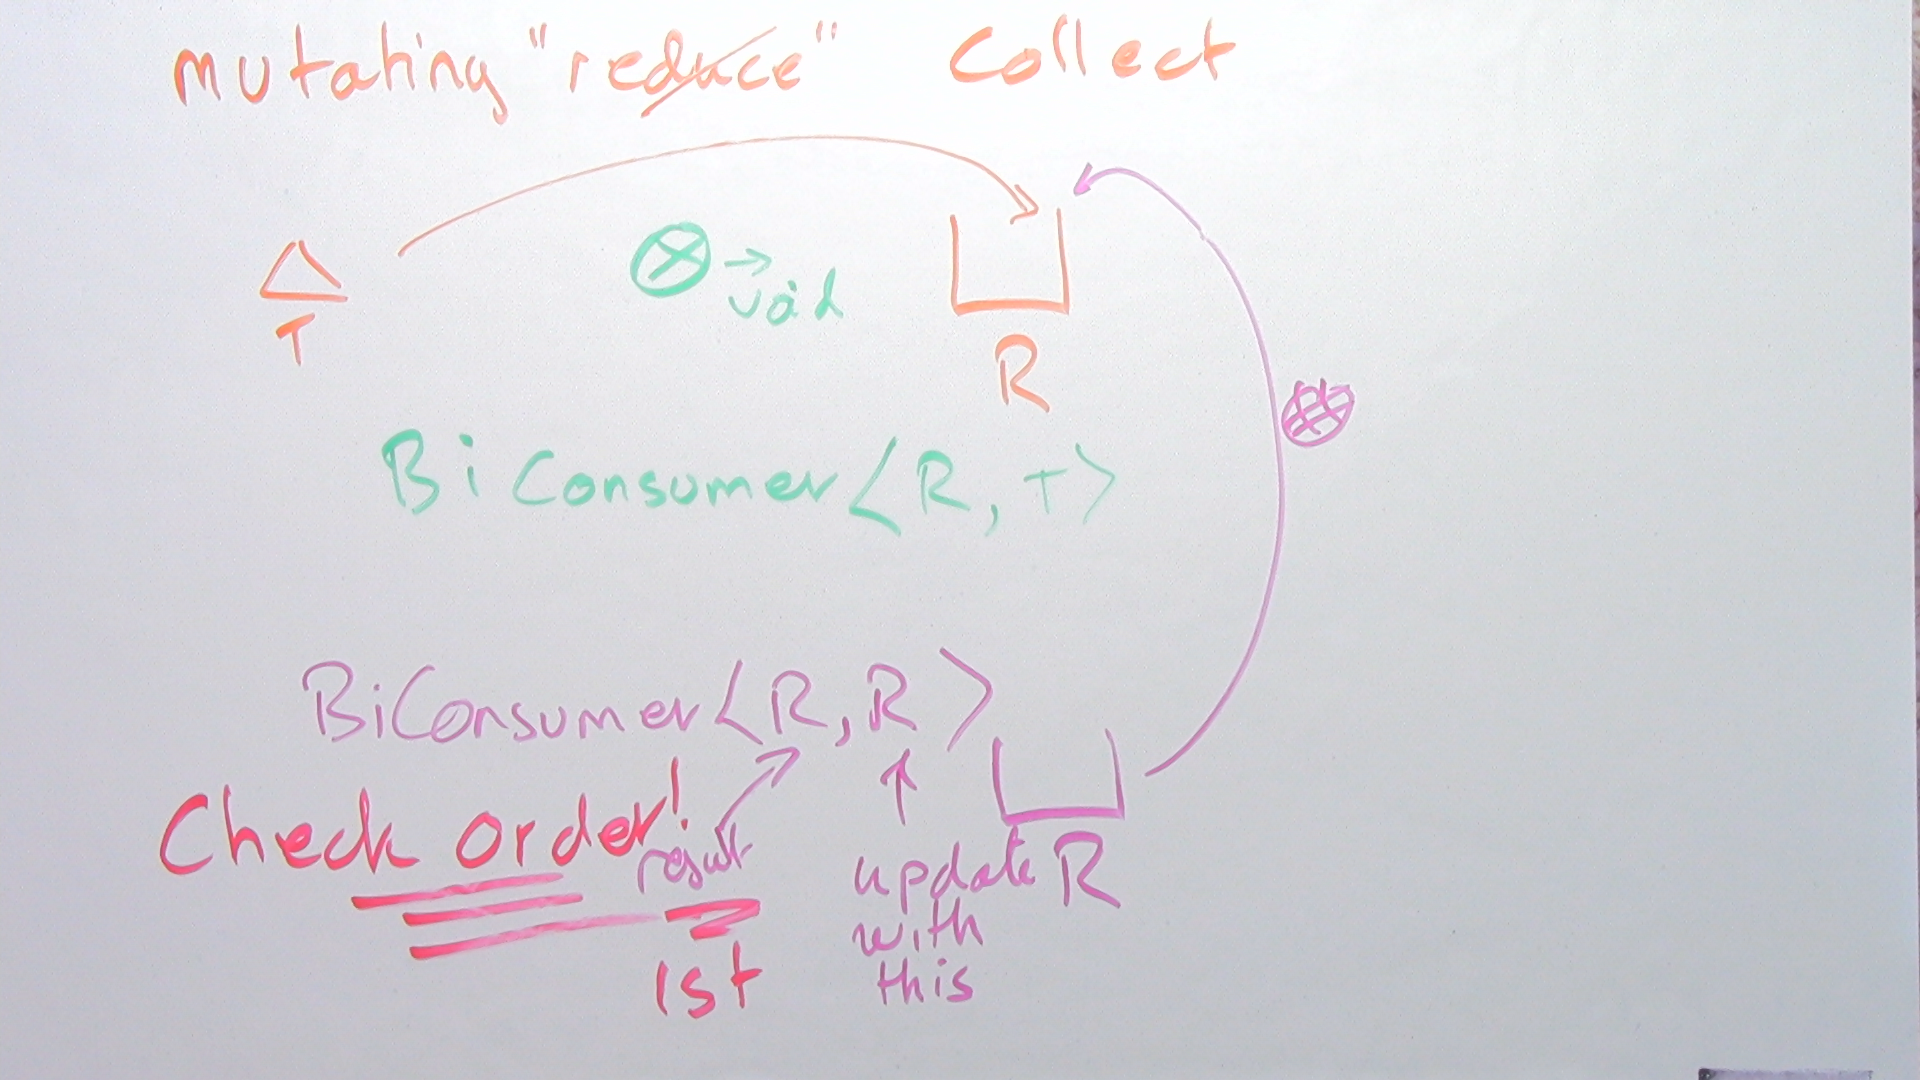 mutating "reduce" Collect
→ void
T
R
BiConsumer<R, T>
BiConsumer<R, R>
Check order!
result
1st
update
with
this
R